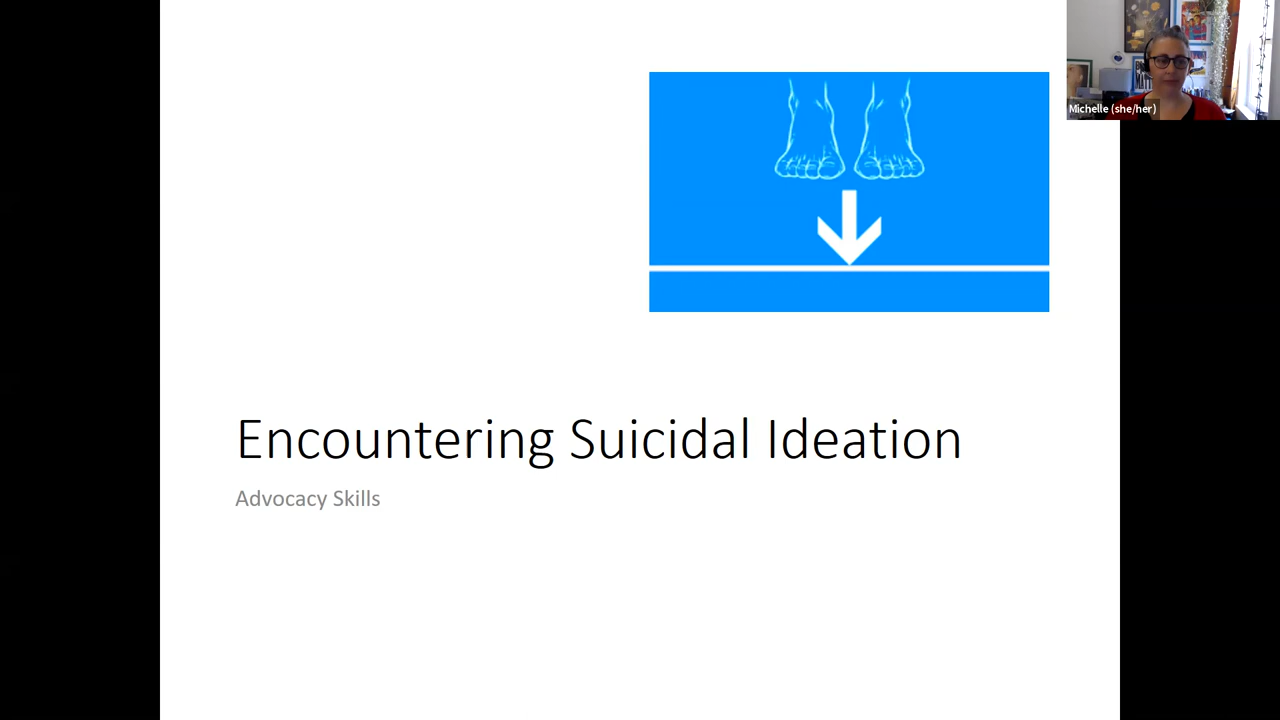 Michelle (she/her)
Encountering Suicidal Ideation
Advocacy Skills